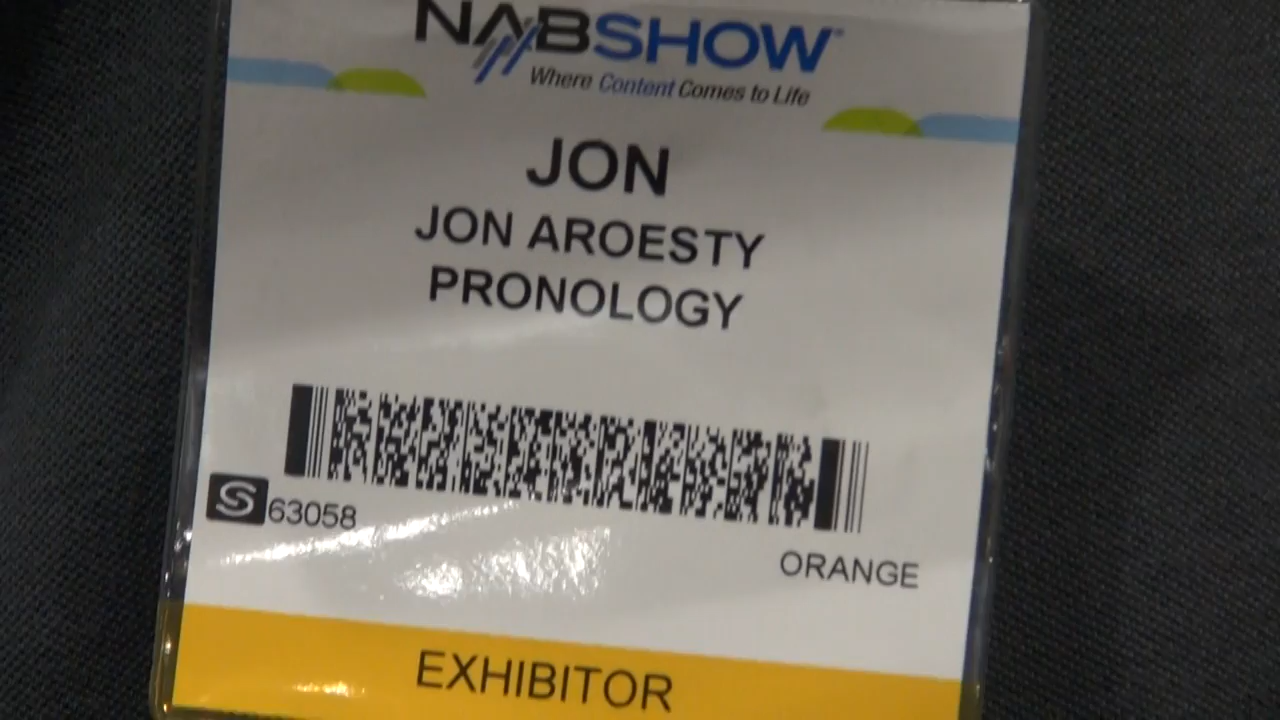 NABSHOW
Where Content Comes to Life
JON
JON AROESTY
PRONOLOGY
S 63058
ORANGE
EXHIBITOR